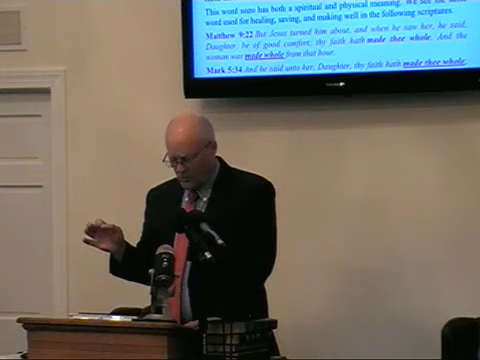 This word sozo has both a spiritual and physical meaning. We see the same
word used for healing, saving, and making well in the following scriptures.
Matthew 9:22 But Jesus turned him about, and when he saw her, he said,
Daughter, be of good comfort; thy faith hath made thee whole. And the
woman was made whole from that hour.
Mark 5:34 And he said unto her, Daughter, thy faith hath made thee whole;